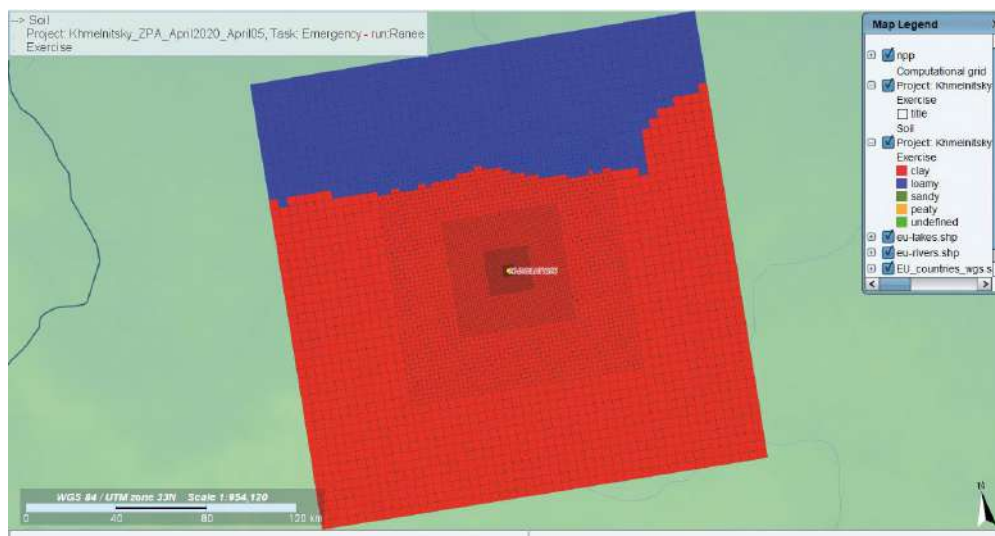 --> Soil
Project: Khmelnitsky_ZPA_April2020_April05, Task: Emergency - run:Ranee
Exercise
Map Legend
npp
Computational grid
Project: Khmelnitsky
Exercise
title
Soil
Project: Khmelnitsky
Exercise
clay
loamy
sandy
peaty
undefined
eu-lakes.shp
eu-rivers.shp
EU_countries_wgs.s
WGS 84 / UTM zone 33N Scale 1:954,120
0 40 80 120 km
N